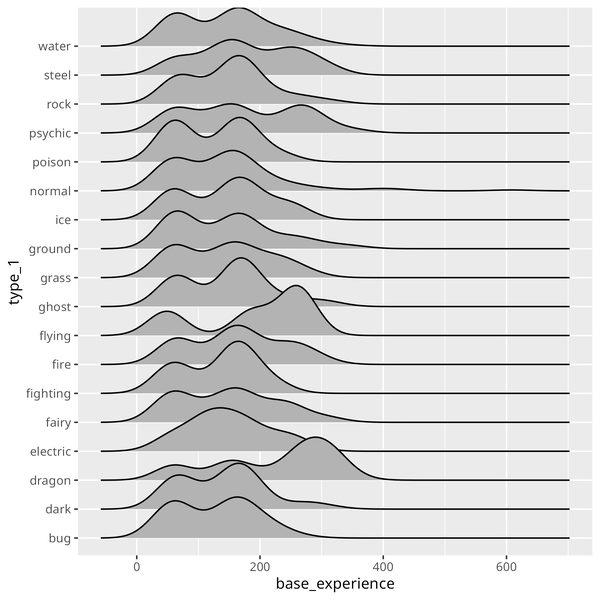 water
steel
rock
psychic
poison
normal
ice
ground
grass
ghost
flying
fire
fighting
fairy
electric
dragon
dark
bug
type_1
0 200 400 600
base_experience